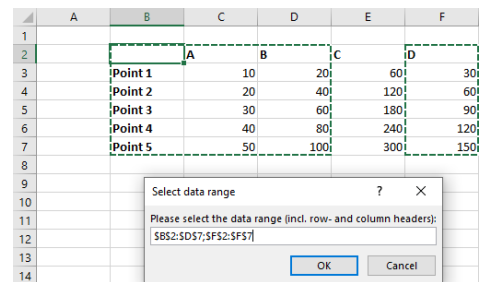 A B C D E F
1
2 A B C D
3 Point 1 10 20 60 30
4 Point 2 20 40 120 60
5 Point 3 30 60 180 90
6 Point 4 40 80 240 120
7 Point 5 50 100 300 150
8
9
Select data range ? ×
10
11 Please select the data range (incl. row- and column headers):
12 $B$2:$D$7;$F$2:$F$7
13
OK Cancel
14